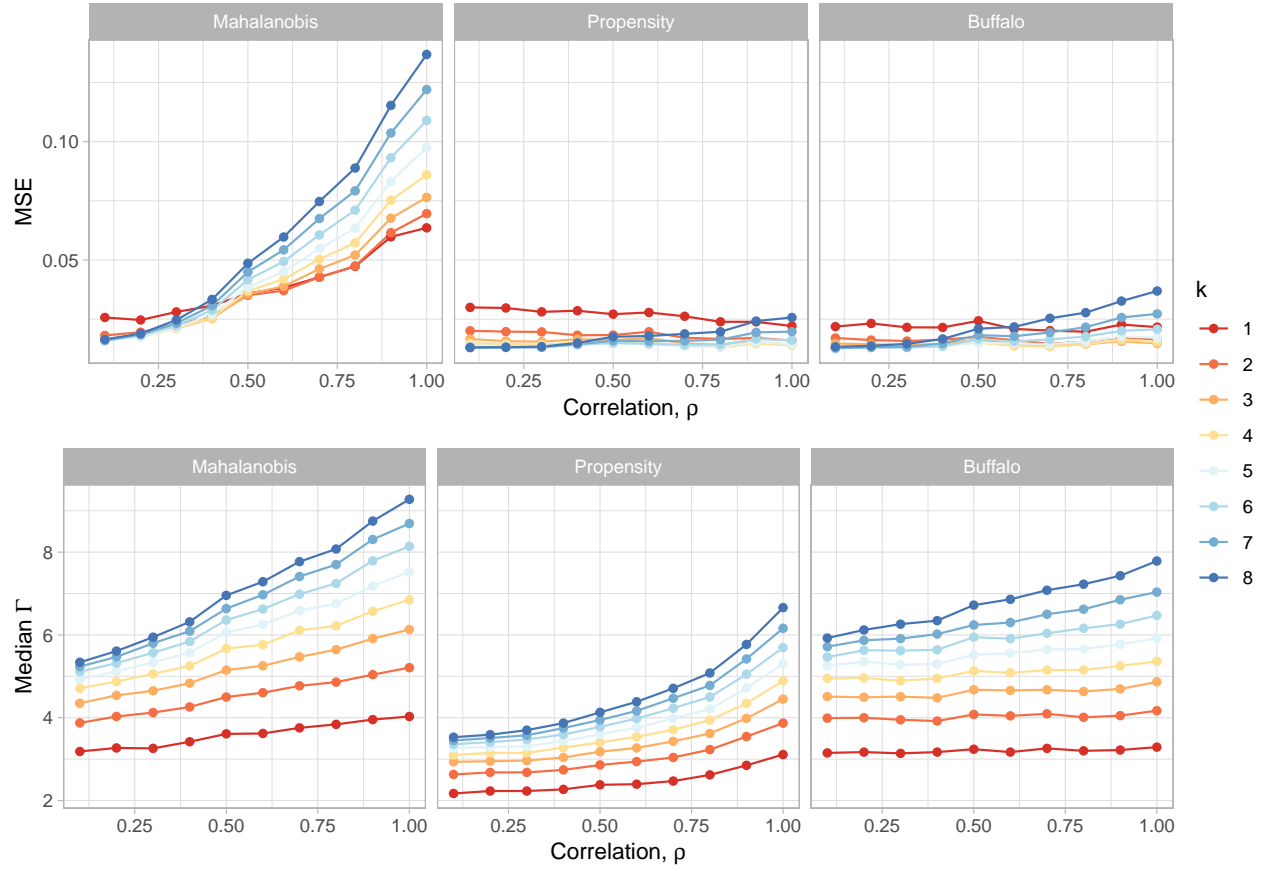 Mahalanobis Propensity Buffalo
0.10
0.05
MSE
0.25 0.50 0.75 1.00 0.25 0.50 0.75 1.00 0.25 0.50 0.75 1.00
Correlation, ρ
k
1
2
3
4
5
6
7
8
Mahalanobis Propensity Buffalo
8
6
4
2
Median Γ
0.25 0.50 0.75 1.00 0.25 0.50 0.75 1.00 0.25 0.50 0.75 1.00
Correlation, ρ